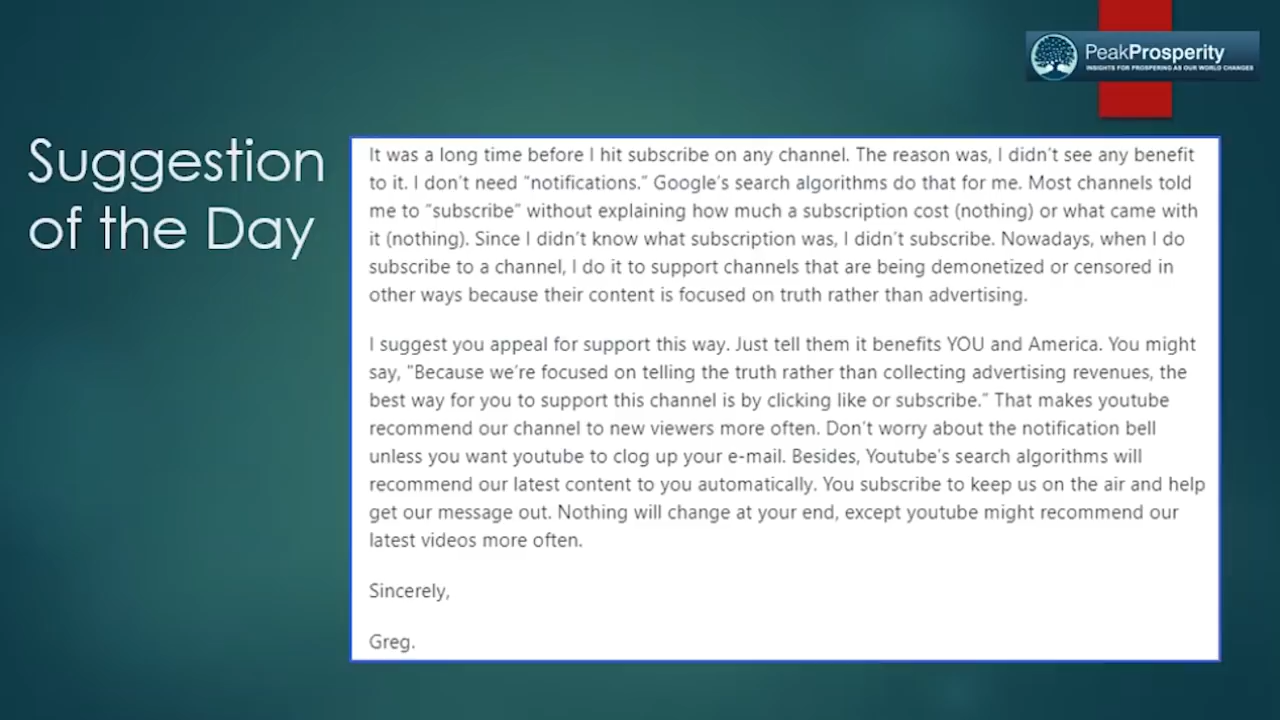 PeakProsperity
INSIGHTS FOR PROSPERING AS OUR WORLD CHANGES
Suggestion
of the Day
It was a long time before I hit subscribe on any channel. The reason was, I didn't see any benefit
to it. I don't need “notifications.” Google's search algorithms do that for me. Most channels told
me to “subscribe” without explaining how much a subscription cost (nothing) or what came with
it (nothing). Since I didn't know what subscription was, I didn't subscribe. Nowadays, when I do
subscribe to a channel, I do it to support channels that are being demonetized or censored in
other ways because their content is focused on truth rather than advertising.
I suggest you appeal for support this way. Just tell them it benefits YOU and America. You might
say, "Because we're focused on telling the truth rather than collecting advertising revenues, the
best way for you to support this channel is by clicking like or subscribe.” That makes youtube
recommend our channel to new viewers more often. Don't worry about the notification bell
unless you want youtube to clog up your e-mail. Besides, Youtube's search algorithms will
recommend our latest content to you automatically. You subscribe to keep us on the air and help
get our message out. Nothing will change at your end, except youtube might recommend our
latest videos more often.
Sincerely,
Greg.